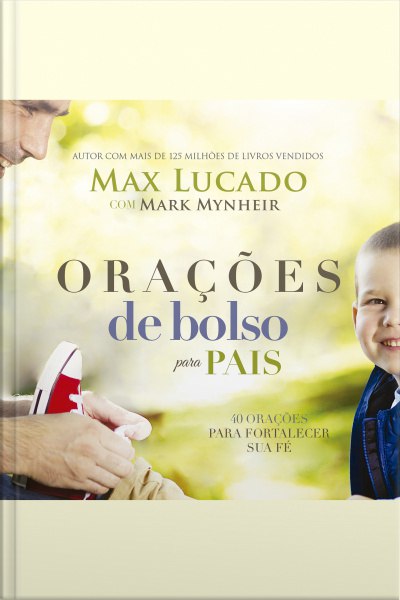 AUTOR COM MAIS DE 125 MILHÕES DE LIVROS VENDIDOS
MAX LUCADO
COM MARK MYNHEIR
ORAÇÕES
de bolso
para PAIS
40 ORAÇÕES
PARA FORTALECER
SUA FÉ